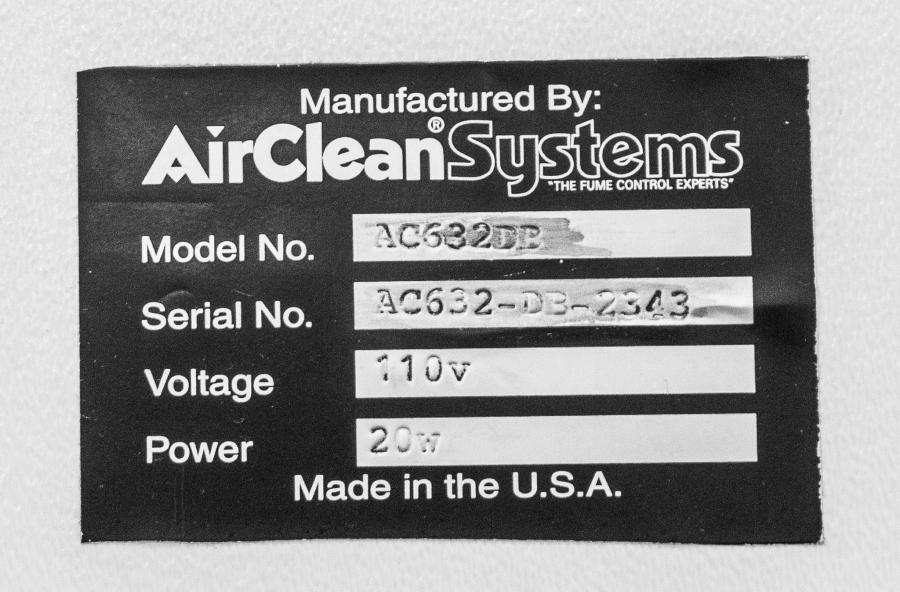 Manufactured By:
AirClean®Systems
"THE FUME CONTROL EXPERTS"
Model No. AC632DB
Serial No. AC632-DB-2343
Voltage 110v
Power 20w
Made in the U.S.A.